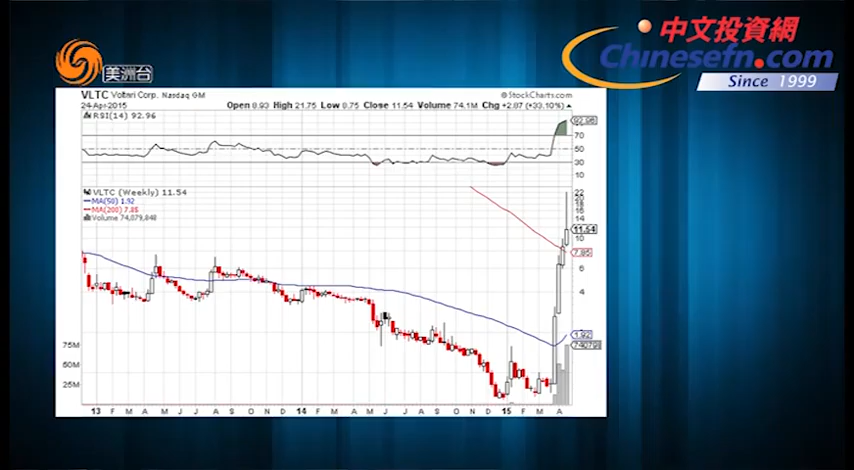 美洲台
中文投資網
Chinesefn.com
Since 1999
VLTC Voltari Corp. Nasdaq GM
© StockCharts.com
24-Apr-2015
Open 8.93 High 21.75 Low 8.75 Close 11.54 Volume 74.1M Chg +2.87 (+33.10%)
RSI(14) 92.96
92.96
70
50
30
10
VLTC (Weekly) 11.54
MA(50) 1.92
MA(200) 7.85
Volume 74,079,848
22
18
16
14
11.54
10
7.85
6
4
1.92
75M
50M
25M
13 F M A M J J A S O N D 14 F M A M J J A S O N D 15 F M A